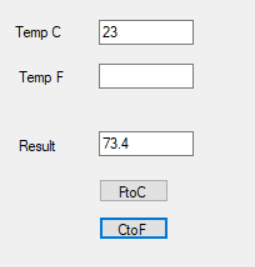 Temp C 23
Temp F
Result 73.4
FtoC
CtoF